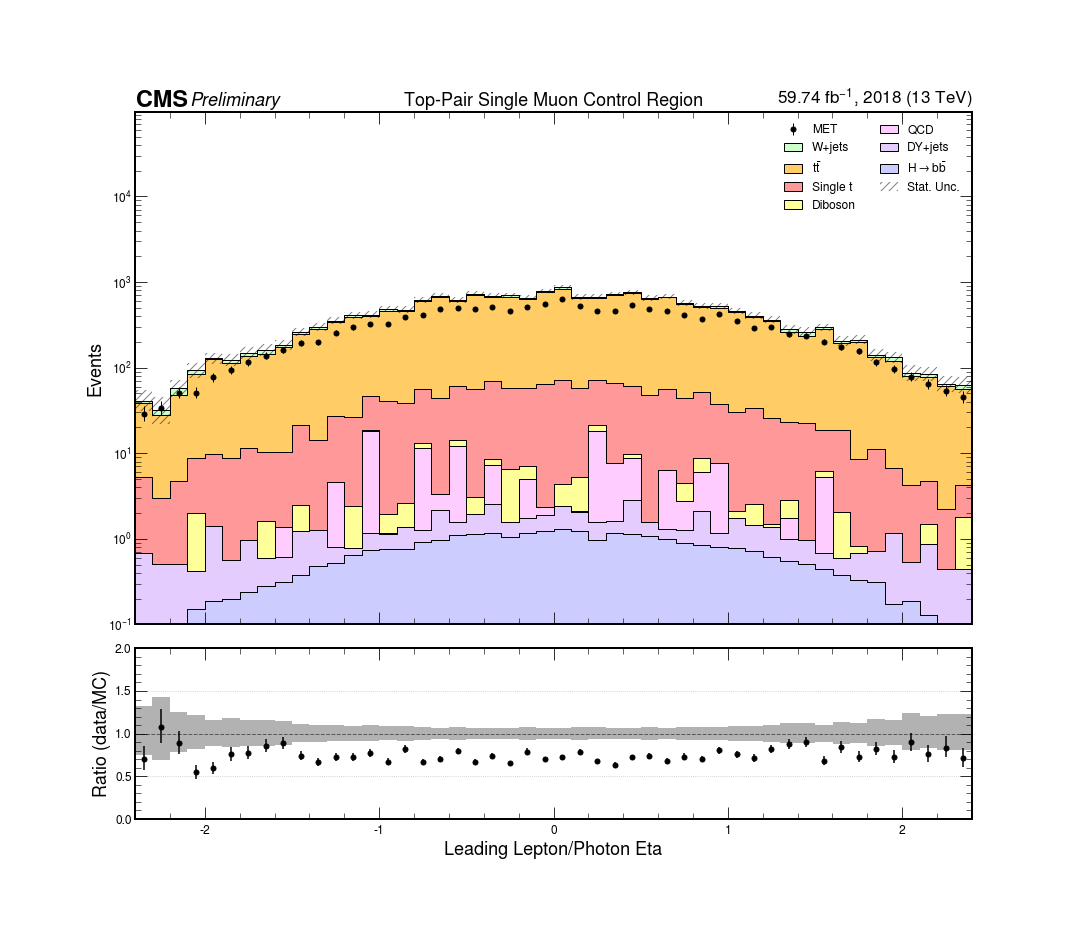 CMS Preliminary Top-Pair Single Muon Control Region 59.74 fb⁻¹, 2018 (13 TeV)
MET QCD
W+jets DY+jets
tt̄ H→bb̄
Single t Stat. Unc.
Diboson
Events
10⁴
10³
10²
10¹
10⁰
10⁻¹
Ratio (data/MC)
2.0
1.5
1.0
0.5
0.0
-2 -1 0 1 2
Leading Lepton/Photon Eta